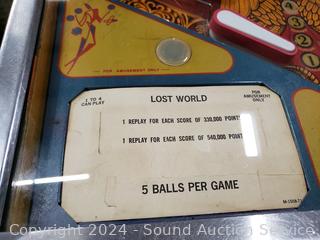 FOR AMUSEMENT ONLY
1 TO 4
CAN PLAY
LOST WORLD
FOR
AMUSEMENT
ONLY
1 REPLAY FOR EACH SCORE OF 330,000 POINT
1 REPLAY FOR EACH SCORE OF 540,000 POINT
5 BALLS PER GAME
Copyright 2024 - Sound Auction Service